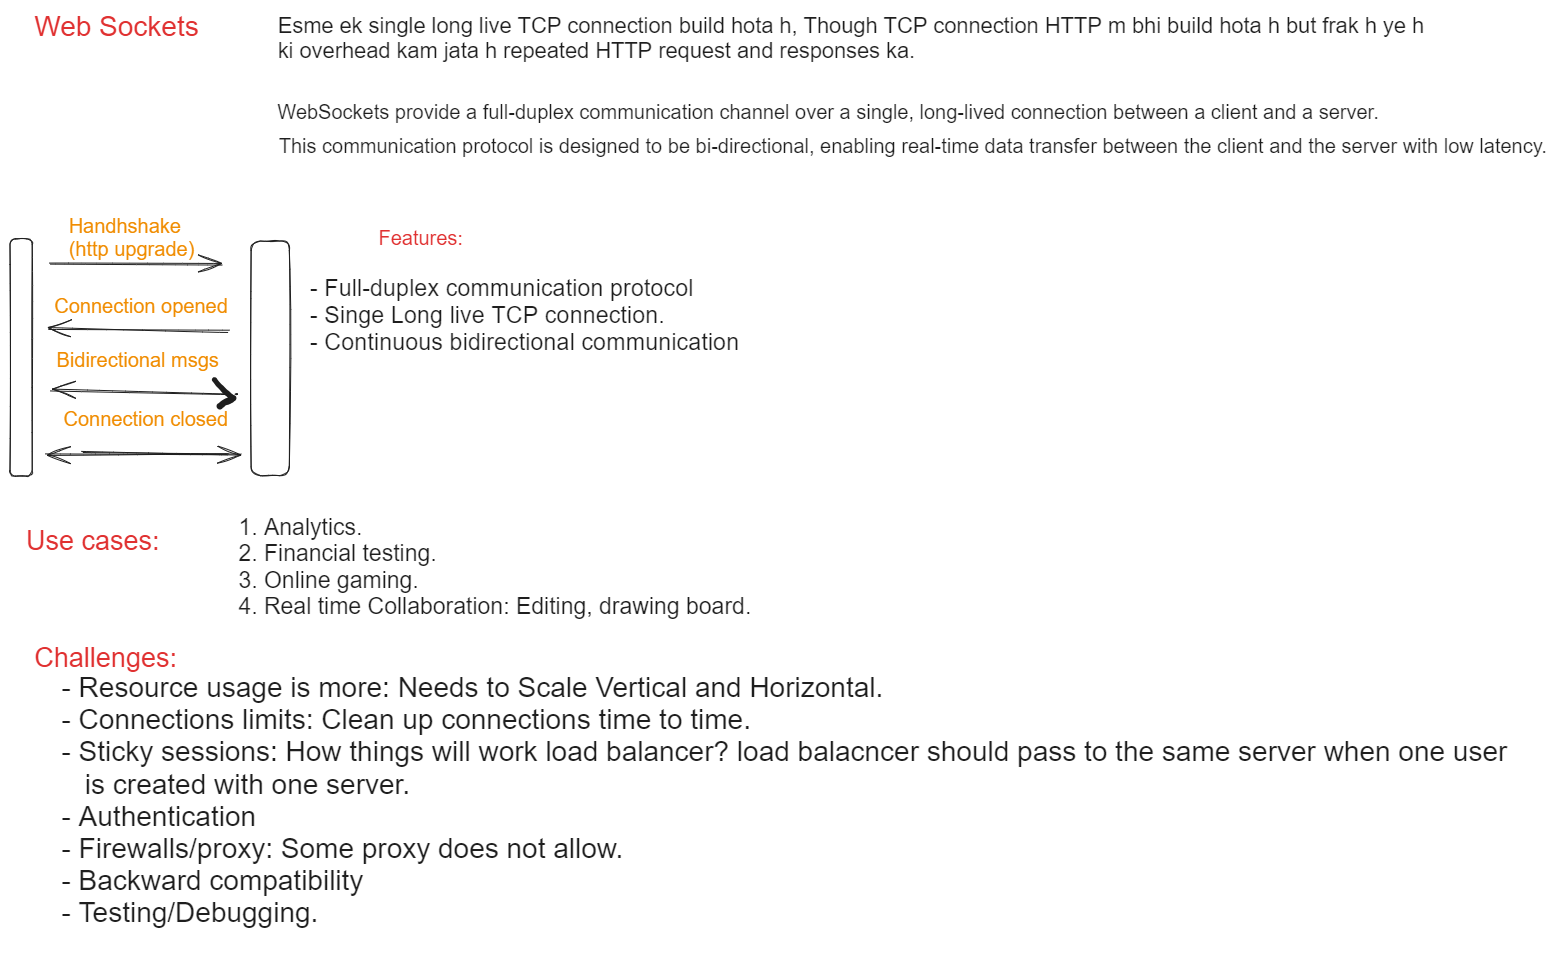 Web Sockets
Esme ek single long live TCP connection build hota h, Though TCP connection HTTP m bhi build hota h but frak h ye h
ki overhead kam jata h repeated HTTP request and responses ka.
WebSockets provide a full-duplex communication channel over a single, long-lived connection between a client and a server.
This communication protocol is designed to be bi-directional, enabling real-time data transfer between the client and the server with low latency.
Handhshake
(http upgrade)
Connection opened
Bidirectional msgs
Connection closed
Features:
- Full-duplex communication protocol
- Singe Long live TCP connection.
- Continuous bidirectional communication
Use cases:
1. Analytics.
2. Financial testing.
3. Online gaming.
4. Real time Collaboration: Editing, drawing board.
Challenges:
- Resource usage is more: Needs to Scale Vertical and Horizontal.
- Connections limits: Clean up connections time to time.
- Sticky sessions: How things will work load balancer? load balacncer should pass to the same server when one user
is created with one server.
- Authentication
- Firewalls/proxy: Some proxy does not allow.
- Backward compatibility
- Testing/Debugging.